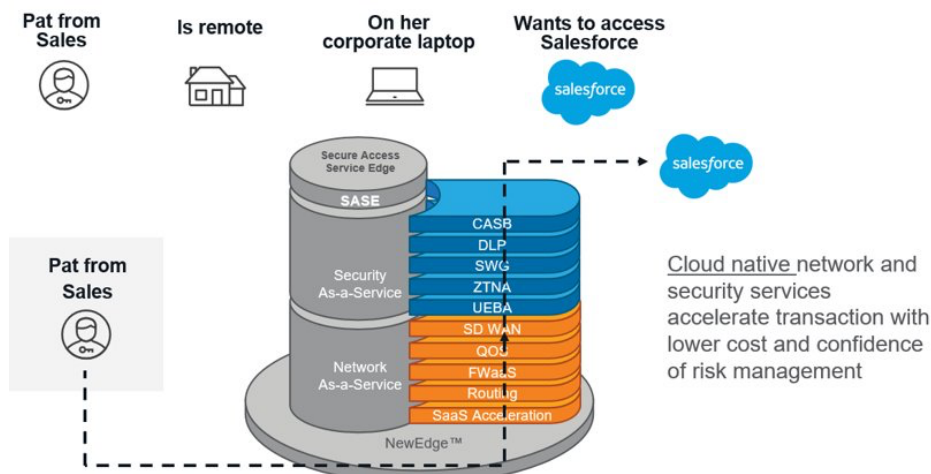 Pat from
Sales
Is remote
On her
corporate laptop
Wants to access
Salesforce
salesforce
salesforce
Secure Access
Service Edge
SASE
Security
As-a-Service
CASB
DLP
SWG
ZTNA
UEBA
Network
As-a-Service
SD WAN
QOS
FWaaS
Routing
SaaS Acceleration
NewEdge™
Pat from
Sales
Cloud native network and
security services
accelerate transaction with
lower cost and confidence
of risk management